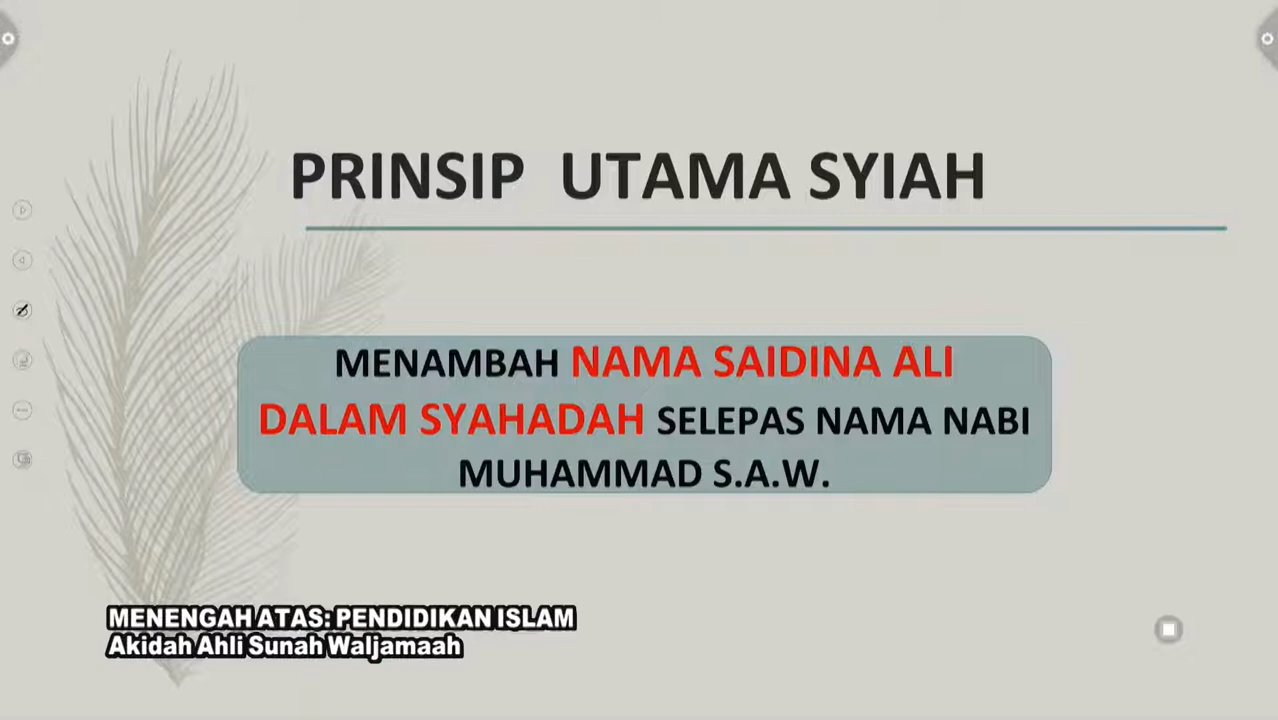 PRINSIP UTAMA SYIAH
MENAMBAH NAMA SAIDINA ALI
DALAM SYAHADAH SELEPAS NAMA NABI
MUHAMMAD S.A.W.
MENENGAH ATAS: PENDIDIKAN ISLAM
Akidah Ahli Sunah Waljamaah